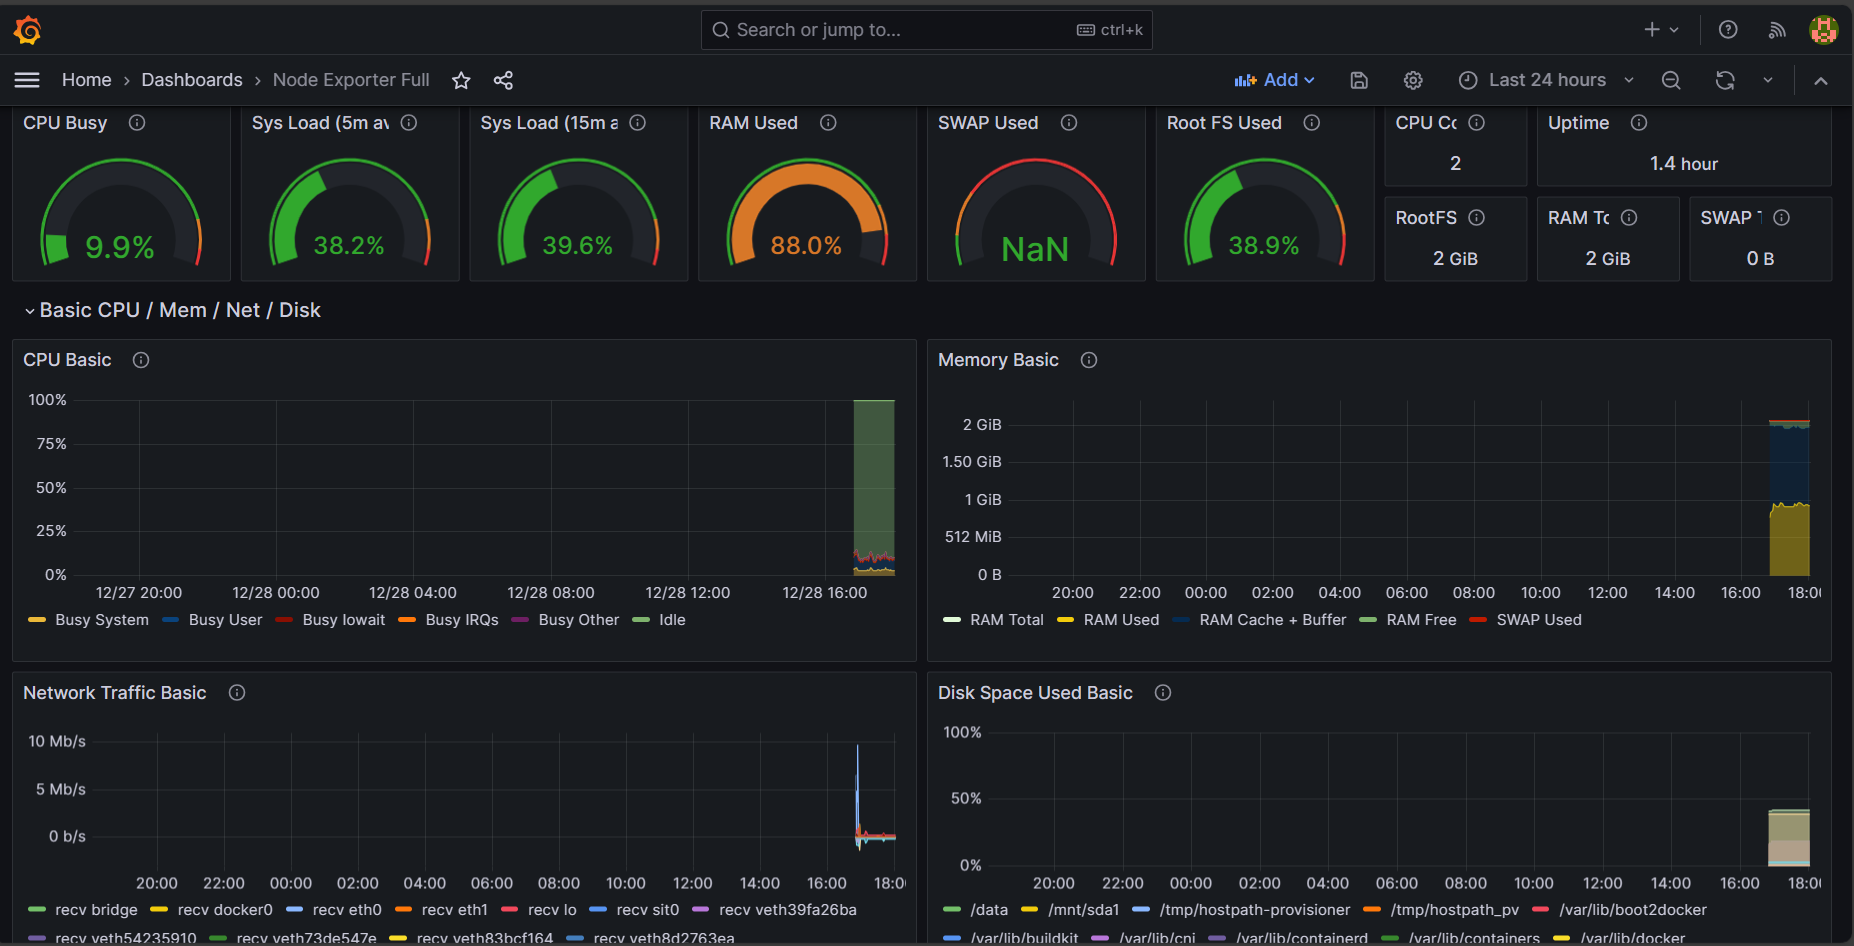 Search or jump to... ctrl+k
Home › Dashboards › Node Exporter Full Add Last 24 hours
CPU Busy Sys Load (5m av Sys Load (15m a RAM Used SWAP Used Root FS Used CPU Co Uptime
2 1.4 hour
9.9% 38.2% 39.6% 88.0% NaN 38.9%
RootFS RAM To SWAP T
2 GiB 2 GiB 0 B
Basic CPU / Mem / Net / Disk
CPU Basic
100%
75%
50%
25%
0%
12/27 20:00 12/28 00:00 12/28 04:00 12/28 08:00 12/28 12:00 12/28 16:00
Busy System Busy User Busy Iowait Busy IRQs Busy Other Idle
Memory Basic
2 GiB
1.50 GiB
1 GiB
512 MiB
0 B
20:00 22:00 00:00 02:00 04:00 06:00 08:00 10:00 12:00 14:00 16:00 18:00
RAM Total RAM Used RAM Cache + Buffer RAM Free SWAP Used
Network Traffic Basic
10 Mb/s
5 Mb/s
0 b/s
20:00 22:00 00:00 02:00 04:00 06:00 08:00 10:00 12:00 14:00 16:00 18:00
recv bridge recv docker0 recv eth0 recv eth1 recv lo recv sit0 recv veth39fa26ba
recv veth54235910 recv veth73de547e recv veth83bcf164 recv veth8d2763ea
Disk Space Used Basic
100%
50%
0%
20:00 22:00 00:00 02:00 04:00 06:00 08:00 10:00 12:00 14:00 16:00 18:00
/data /mnt/sda1 /tmp/hostpath-provisioner /tmp/hostpath_pv /var/lib/boot2docker
/var/lib/buildkit /var/lib/cni /var/lib/containerd /var/lib/containers /var/lib/docker